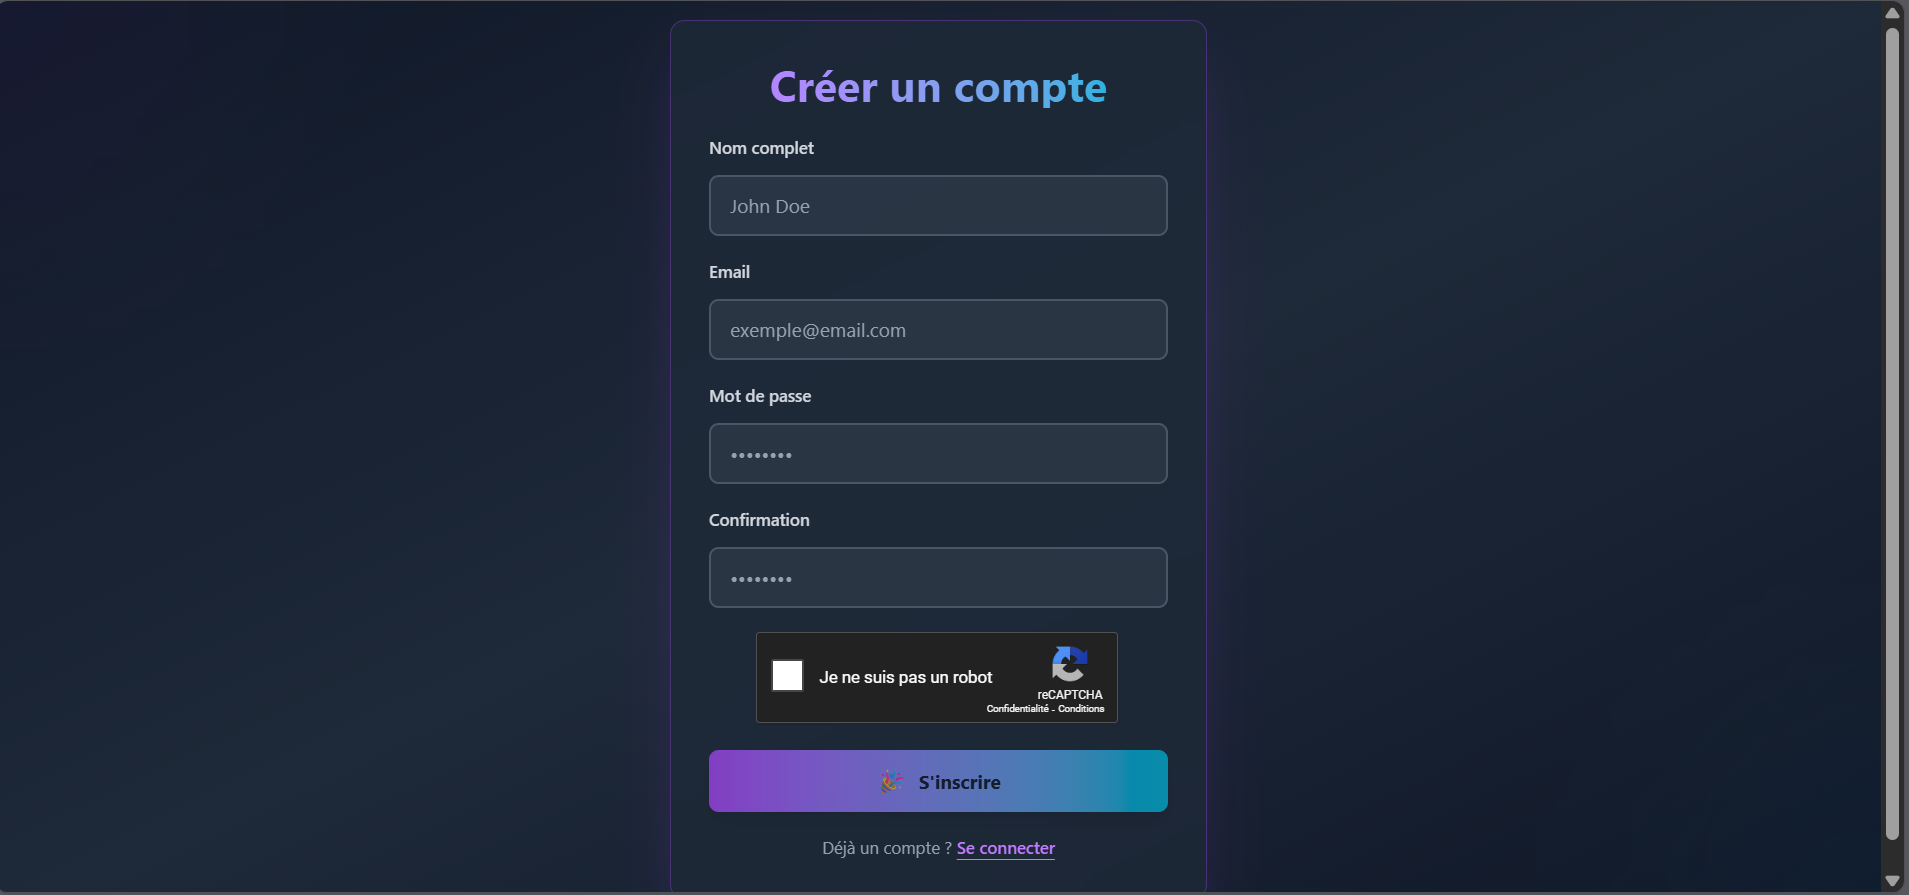 Créer un compte
Nom complet
John Doe
Email
exemple@email.com
Mot de passe
••••••••
Confirmation
••••••••
Je ne suis pas un robot
reCAPTCHA
Confidentialité - Conditions
🎉 S'inscrire
Déjà un compte ? Se connecter